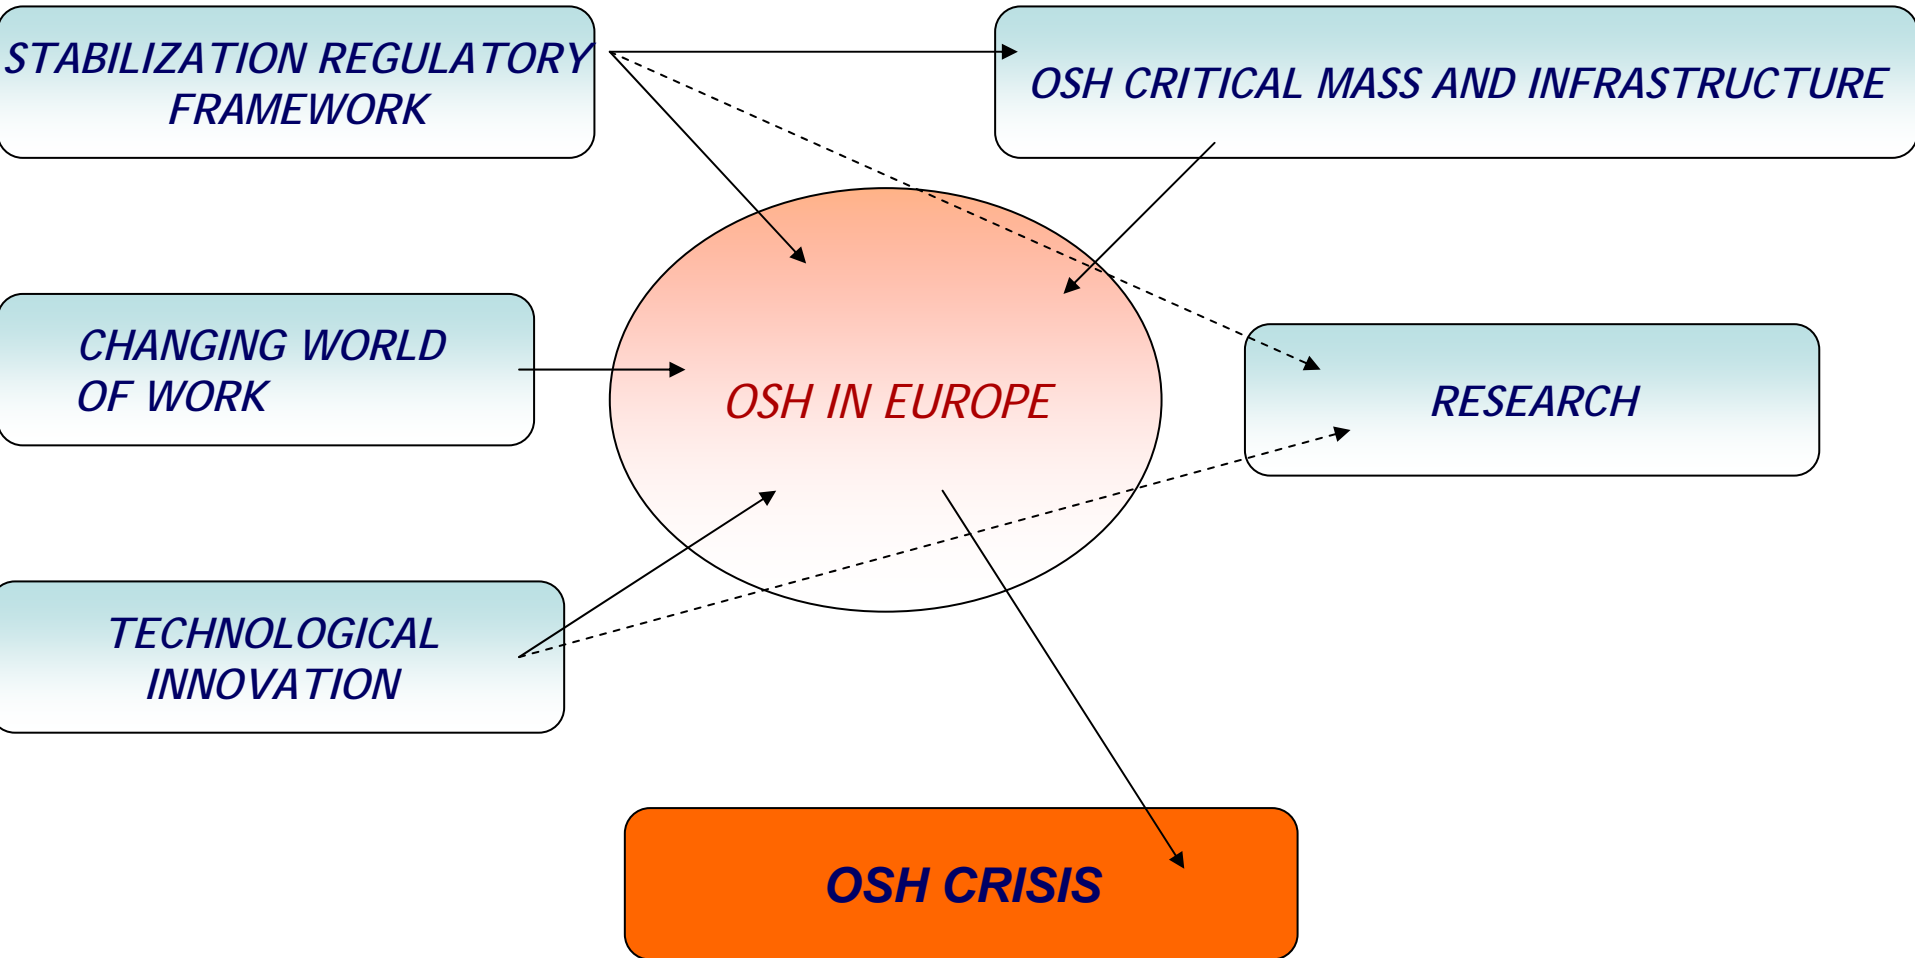 STABILIZATION REGULATORY
FRAMEWORK
OSH CRITICAL MASS AND INFRASTRUCTURE
CHANGING WORLD
OF WORK
OSH IN EUROPE
RESEARCH
TECHNOLOGICAL
INNOVATION
OSH CRISIS